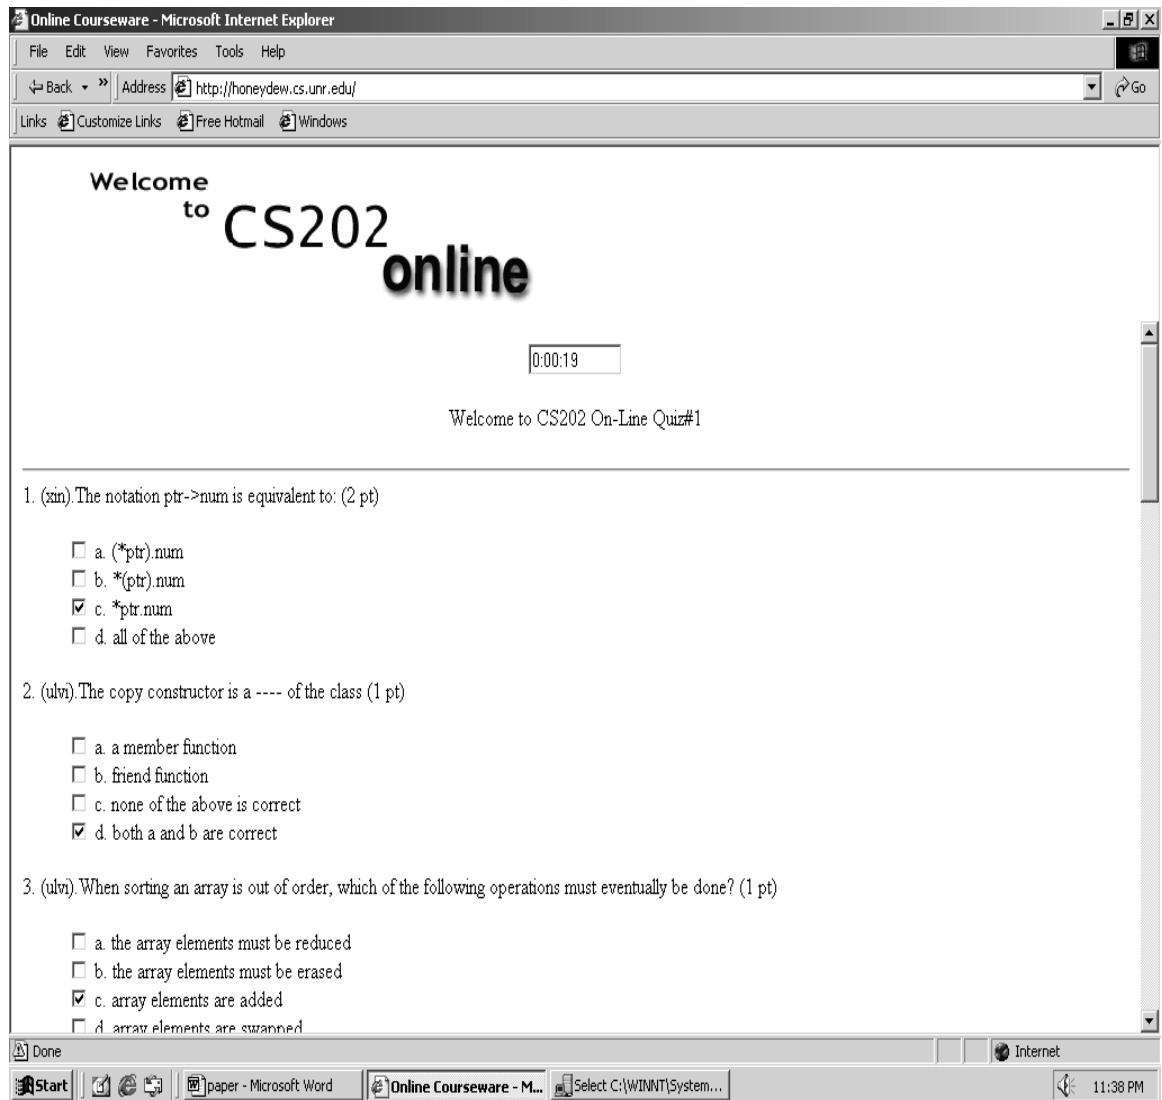 Online Courseware - Microsoft Internet Explorer
File Edit View Favorites Tools Help
Back » Address http://honeydew.cs.unr.edu/ Go
Links Customize Links Free Hotmail Windows
Welcome
to CS202
online
0:00:19
Welcome to CS202 On-Line Quiz#1
1. (xin).The notation ptr->num is equivalent to: (2 pt)
a. (*ptr).num
b. *(ptr).num
c. *ptr.num
d. all of the above
2. (ulvi).The copy constructor is a ---- of the class (1 pt)
a. a member function
b. friend function
c. none of the above is correct
d. both a and b are correct
3. (ulvi).When sorting an array is out of order, which of the following operations must eventually be done? (1 pt)
a. the array elements must be reduced
b. the array elements must be erased
c. array elements are added
d. array elements are swapped
Done Internet
Start paper - Microsoft Word Online Courseware - M... Select C:\WINNT\System... 11:38 PM